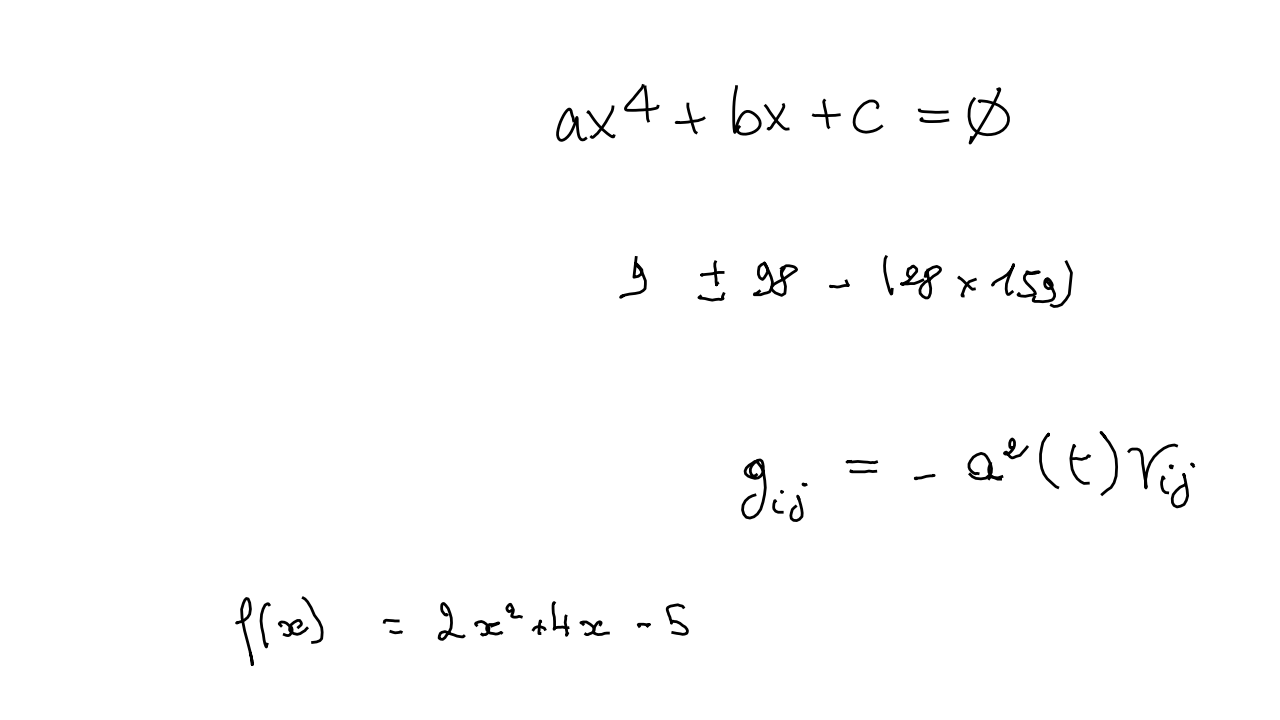 ax⁴ + bx + c = ∅
9 ± 98 - (28 x 159)
gᵢⱼ = - a²(t)γᵢⱼ
f(x) = 2x² + 4x - 5